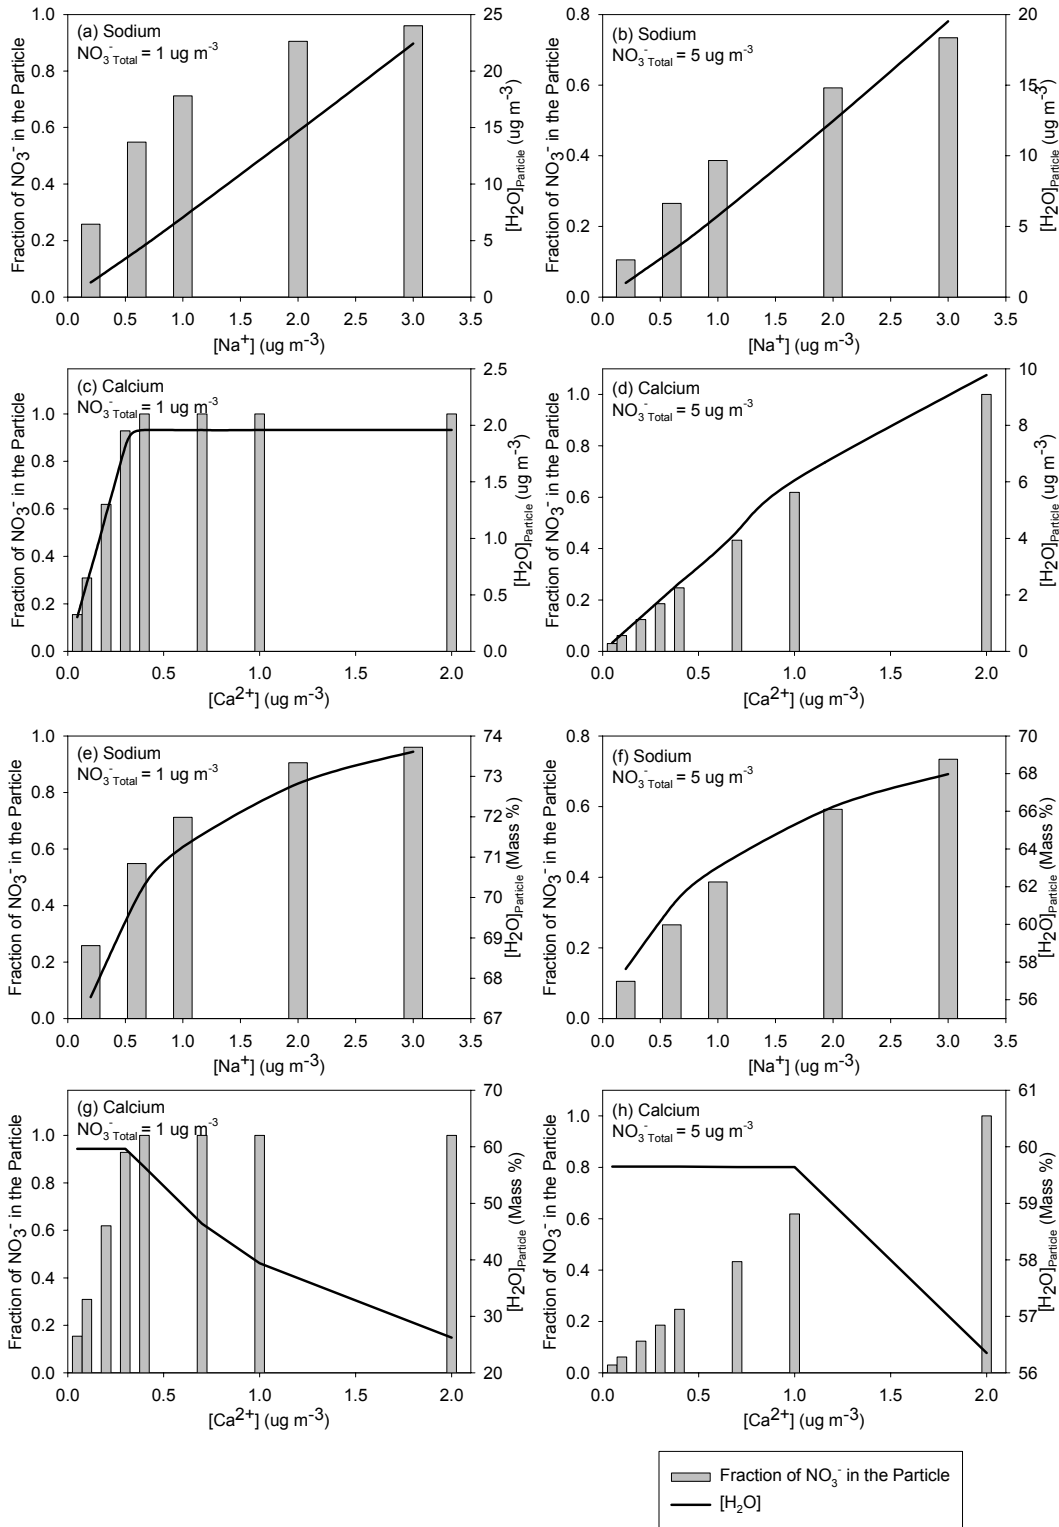 (a) Sodium
NO₃⁻ Total = 1 ug m⁻³
Fraction of NO₃⁻ in the Particle
1.0
0.8
0.6
0.4
0.2
0.0
25
20
15
10
5
0
[H₂O]Particle (ug m⁻³)
0.0 0.5 1.0 1.5 2.0 2.5 3.0 3.5
[Na⁺] (ug m⁻³)
(b) Sodium
NO₃⁻ Total = 5 ug m⁻³
Fraction of NO₃⁻ in the Particle
0.8
0.6
0.4
0.2
0.0
20
15
10
5
0
[H₂O]Particle (ug m⁻³)
0.0 0.5 1.0 1.5 2.0 2.5 3.0 3.5
[Na⁺] (ug m⁻³)
(c) Calcium
NO₃⁻ Total = 1 ug m⁻³
Fraction of NO₃⁻ in the Particle
1.0
0.8
0.6
0.4
0.2
0.0
2.5
2.0
1.5
1.0
0.5
0.0
[H₂O]Particle (ug m⁻³)
0.0 0.5 1.0 1.5 2.0
[Ca²⁺] (ug m⁻³)
(d) Calcium
NO₃⁻ Total = 5 ug m⁻³
Fraction of NO₃⁻ in the Particle
1.0
0.8
0.6
0.4
0.2
0.0
10
8
6
4
2
0
[H₂O]Particle (ug m⁻³)
0.0 0.5 1.0 1.5 2.0
[Ca²⁺] (ug m⁻³)
(e) Sodium
NO₃⁻ Total = 1 ug m⁻³
Fraction of NO₃⁻ in the Particle
1.0
0.8
0.6
0.4
0.2
0.0
74
73
72
71
70
69
68
67
[H₂O]Particle (Mass %)
0.0 0.5 1.0 1.5 2.0 2.5 3.0 3.5
[Na⁺] (ug m⁻³)
(f) Sodium
NO₃⁻ Total = 5 ug m⁻³
Fraction of NO₃⁻ in the Particle
0.8
0.6
0.4
0.2
0.0
70
68
66
64
62
60
58
56
54
[H₂O]Particle (Mass %)
0.0 0.5 1.0 1.5 2.0 2.5 3.0 3.5
[Na⁺] (ug m⁻³)
(g) Calcium
NO₃⁻ Total = 1 ug m⁻³
Fraction of NO₃⁻ in the Particle
1.0
0.8
0.6
0.4
0.2
0.0
70
60
50
40
30
20
[H₂O]Particle (Mass %)
0.0 0.5 1.0 1.5 2.0
[Ca²⁺] (ug m⁻³)
(h) Calcium
NO₃⁻ Total = 5 ug m⁻³
Fraction of NO₃⁻ in the Particle
1.0
0.8
0.6
0.4
0.2
0.0
61
60
59
58
57
56
[H₂O]Particle (Mass %)
0.0 0.5 1.0 1.5 2.0
[Ca²⁺] (ug m⁻³)
Fraction of NO₃⁻ in the Particle
[H₂O]